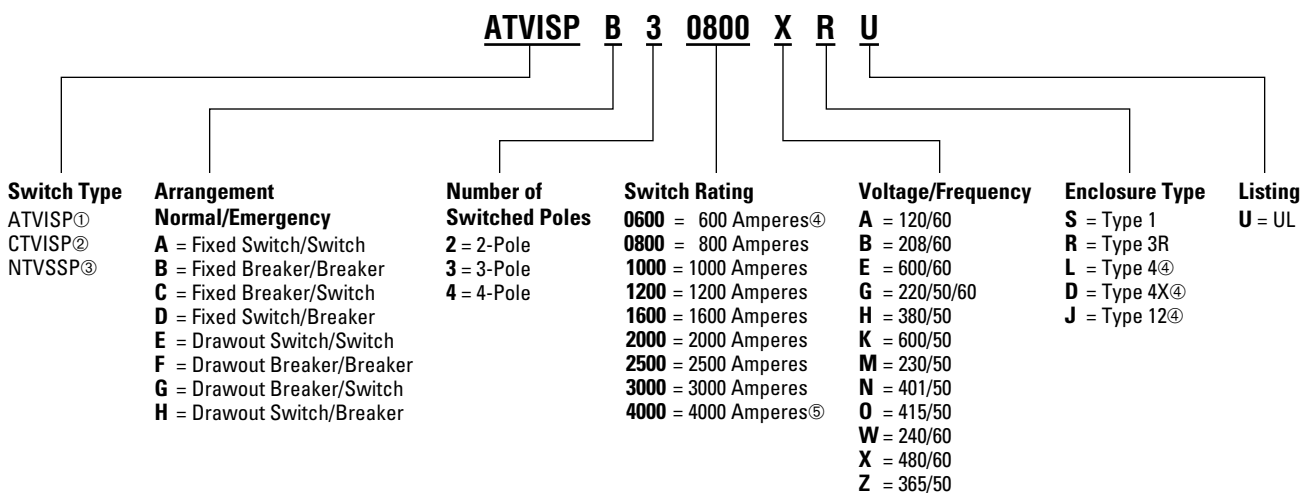 ATVISP B 3 0800 X R U
Switch Type
ATVISP①
CTVISP②
NTVSSP③
Arrangement
Normal/Emergency
A = Fixed Switch/Switch
B = Fixed Breaker/Breaker
C = Fixed Breaker/Switch
D = Fixed Switch/Breaker
E = Drawout Switch/Switch
F = Drawout Breaker/Breaker
G = Drawout Breaker/Switch
H = Drawout Switch/Breaker
Number of
Switched Poles
2 = 2-Pole
3 = 3-Pole
4 = 4-Pole
Switch Rating
0600 = 600 Amperes④
0800 = 800 Amperes
1000 = 1000 Amperes
1200 = 1200 Amperes
1600 = 1600 Amperes
2000 = 2000 Amperes
2500 = 2500 Amperes
3000 = 3000 Amperes
4000 = 4000 Amperes⑤
Voltage/Frequency
A = 120/60
B = 208/60
E = 600/60
G = 220/50/60
H = 380/50
K = 600/50
M = 230/50
N = 401/50
O = 415/50
W = 240/60
X = 480/60
Z = 365/50
Enclosure Type
S = Type 1
R = Type 3R
L = Type 4④
D = Type 4X④
J = Type 12④
Listing
U = UL